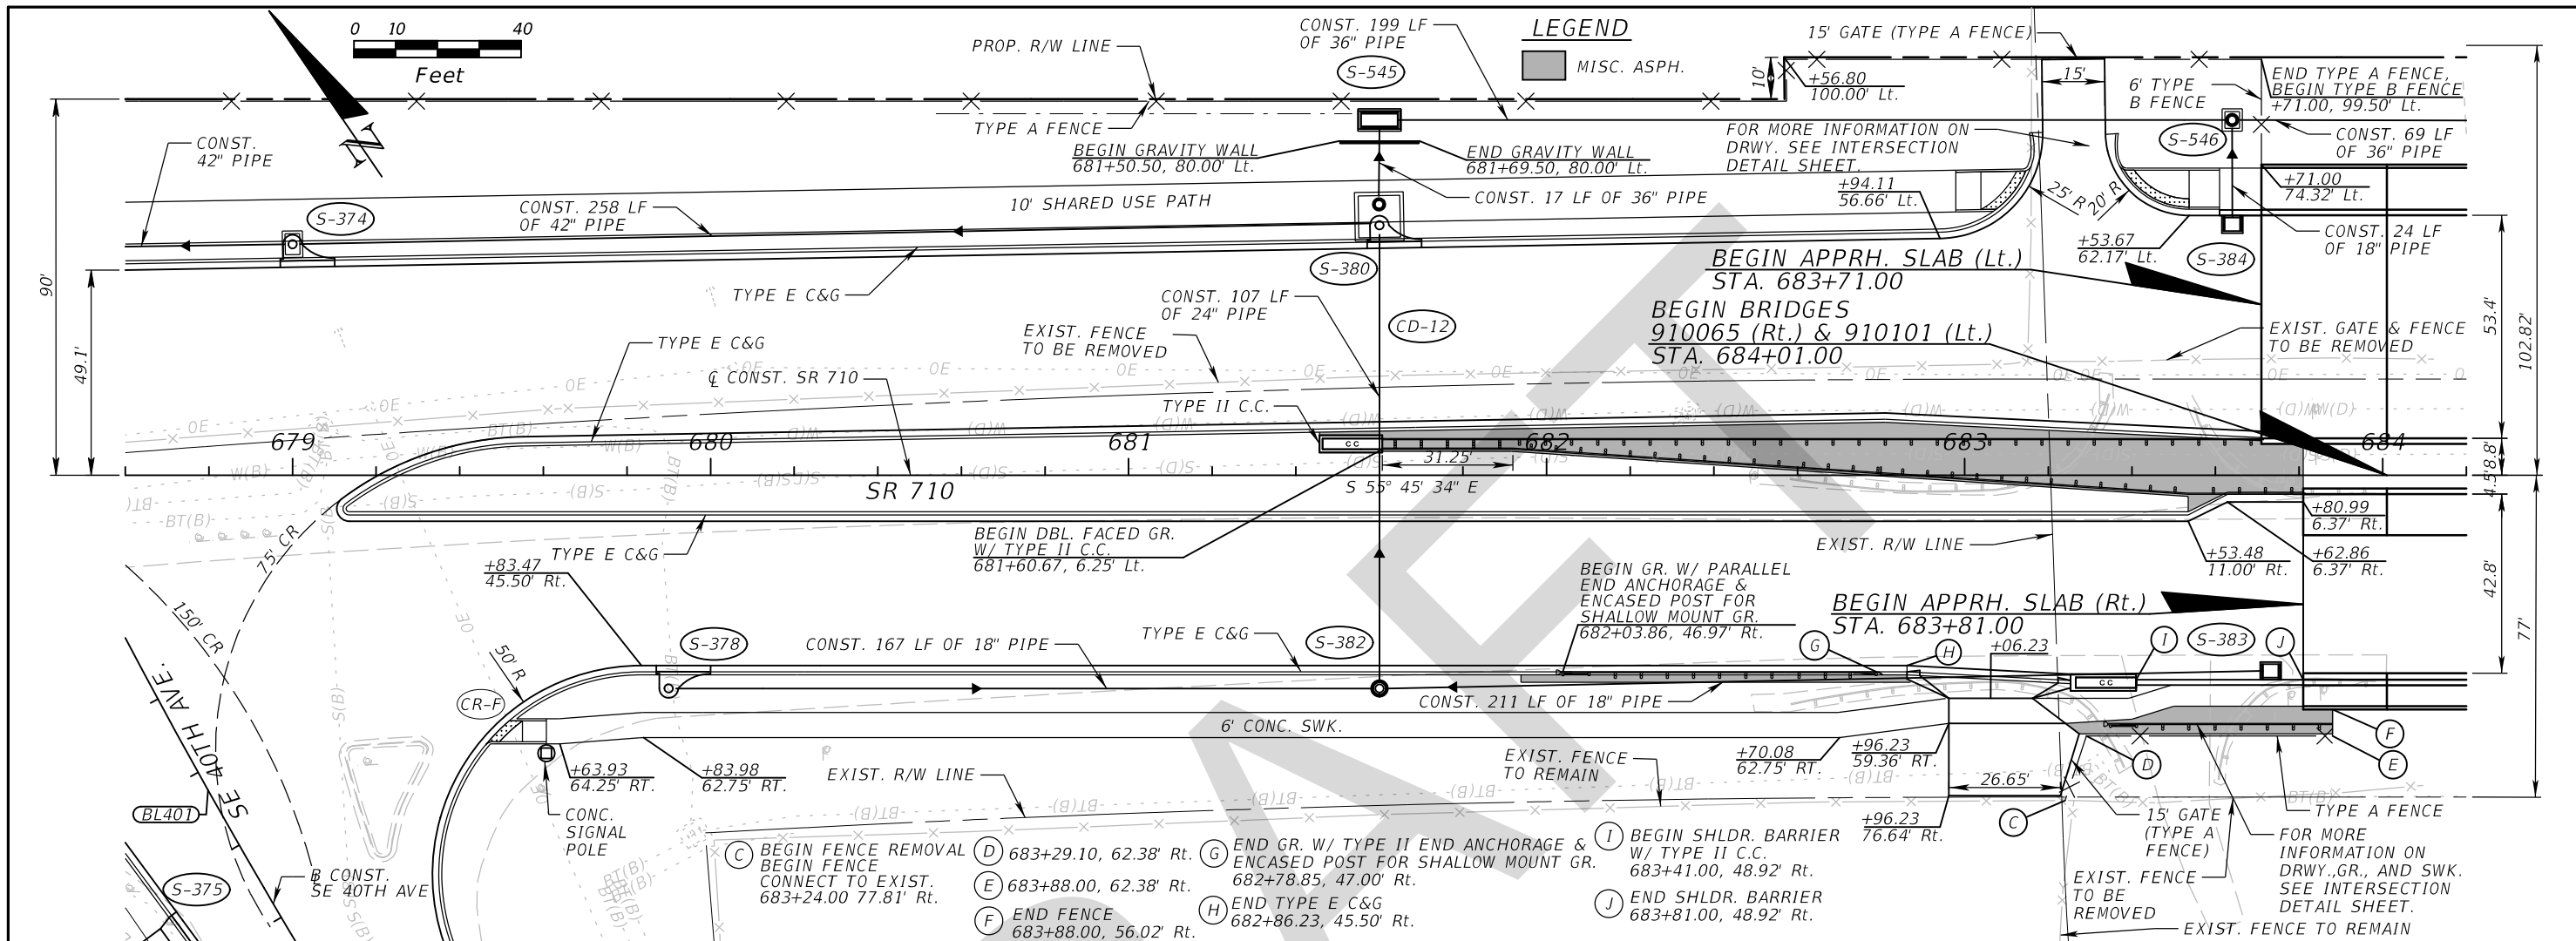 0 10 40
Feet
N
PROP. R/W LINE
CONST. 199 LF
OF 36" PIPE
S-545
LEGEND
MISC. ASPH.
15' GATE (TYPE A FENCE)
10'
+56.80
100.00' Lt.
15'
6' TYPE
B FENCE
END TYPE A FENCE,
BEGIN TYPE B FENCE
+71.00, 99.50' Lt.
CONST.
42" PIPE
TYPE A FENCE
BEGIN GRAVITY WALL
681+50.50, 80.00' Lt.
END GRAVITY WALL
681+69.50, 80.00' Lt.
FOR MORE INFORMATION ON
DRWY. SEE INTERSECTION
DETAIL SHEET.
S-546
CONST. 69 LF
OF 36" PIPE
S-374
CONST. 258 LF
OF 42" PIPE
10' SHARED USE PATH
CONST. 17 LF OF 36" PIPE
+94.11
56.66' Lt.
25' R
20' R
+71.00
74.32' Lt.
+53.67
62.17' Lt.
S-384
CONST. 24 LF
OF 18" PIPE
S-380
TYPE E C&G
BEGIN APPRH. SLAB (Lt.)
STA. 683+71.00
90'
49.1'
CONST. 107 LF
OF 24" PIPE
CD-12
BEGIN BRIDGES
910065 (Rt.) & 910101 (Lt.)
STA. 684+01.00
53.4'
102.82'
EXIST. GATE & FENCE
TO BE REMOVED
TYPE E C&G
EXIST. FENCE
TO BE REMOVED
℄ CONST. SR 710
TYPE II C.C.
OE OE OE OE OE OE OE OE OE OE
W(D) W(D) W(D) W(D) W(D) W(D) W(D) W(D)
679 680 681 682 683 684
CC
BT(B)
W(B)
W(B)
31.25'
8.8'
4.5'
S(B) S(B) S(D) S(D) S(D)
SR 710
S 55° 45' 34" E
BT(B)
BT(B)
75' CR
TYPE E C&G
BEGIN DBL. FACED GR.
W/ TYPE II C.C.
681+60.67, 6.25' Lt.
EXIST. R/W LINE
+80.99
6.37' Rt.
+53.48
11.00' Rt.
+62.86
6.37' Rt.
+83.47
45.50' Rt.
BEGIN GR. W/ PARALLEL
END ANCHORAGE &
ENCASED POST FOR
SHALLOW MOUNT GR.
682+03.86, 46.97' Rt.
BEGIN APPRH. SLAB (Rt.)
STA. 683+81.00
42.8'
77'
150' CR
50' R
S-378
CONST. 167 LF OF 18" PIPE
TYPE E C&G
S-382
G
H
+06.23
I
S-383
J
CC
CR-F
CONST. 211 LF OF 18" PIPE
6' CONC. SWK.
SE 40TH AVE.
+63.93
64.25' RT.
+83.98
62.75' RT.
EXIST. R/W LINE
EXIST. FENCE
TO REMAIN
+70.08
62.75' RT.
+96.23
59.36' RT.
F
D
E
26.65'
BT(B) BT(B) BT(B) BT(B) BT(B)
BL401
CONC.
SIGNAL
POLE
+96.23
76.64' Rt.
C
15' GATE
(TYPE A
FENCE)
TYPE A FENCE
FOR MORE
INFORMATION ON
DRWY.,GR., AND SWK.
SEE INTERSECTION
DETAIL SHEET.
EXIST. FENCE
TO BE
REMOVED
EXIST. FENCE TO REMAIN
S-375
B CONST.
SE 40TH AVE
C BEGIN FENCE REMOVAL
BEGIN FENCE
CONNECT TO EXIST.
683+24.00 77.81' Rt.
D 683+29.10, 62.38' Rt.
E 683+88.00, 62.38' Rt.
F END FENCE
683+88.00, 56.02' Rt.
G END GR. W/ TYPE II END ANCHORAGE &
ENCASED POST FOR SHALLOW MOUNT GR.
682+78.85, 47.00' Rt.
H END TYPE E C&G
682+86.23, 45.50' Rt.
I BEGIN SHLDR. BARRIER
W/ TYPE II C.C.
683+41.00, 48.92' Rt.
J END SHLDR. BARRIER
683+81.00, 48.92' Rt.